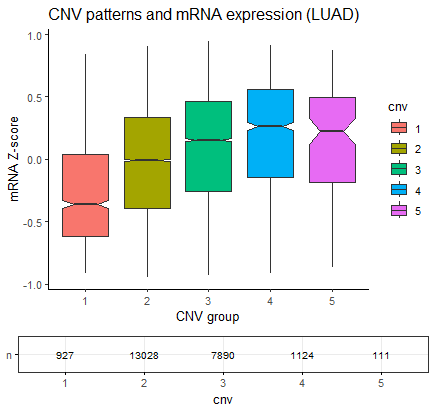 CNV patterns and mRNA expression (LUAD)
1.0
0.5
0.0
-0.5
-1.0
mRNA Z-score
1 2 3 4 5
CNV group
cnv
1
2
3
4
5
n 927 13028 7890 1124 111
1 2 3 4 5
cnv